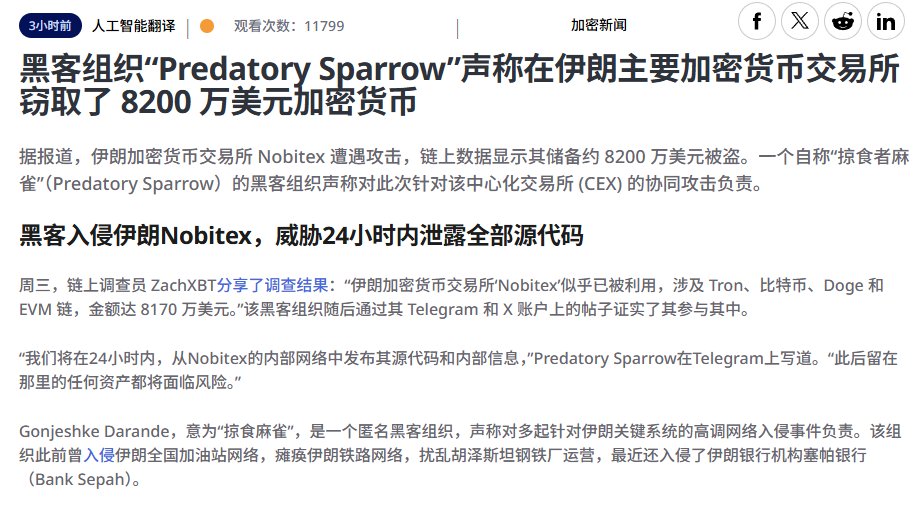 3小时前 人工智能翻译 | 观看次数：11799 | 加密新闻
黑客组织“Predatory Sparrow”声称在伊朗主要加密货币交易所
窃取了 8200 万美元加密货币
据报道，伊朗加密货币交易所 Nobitex 遭遇攻击，链上数据显示其储备约 8200 万美元被盗。一个自称“掠食者麻
雀”（Predatory Sparrow）的黑客组织声称对此次针对该中心化交易所 (CEX) 的协同攻击负责。
黑客入侵伊朗Nobitex，威胁24小时内泄露全部源代码
周三，链上调查员 ZachXBT分享了调查结果：“伊朗加密货币交易所‘Nobitex’似乎已被利用，涉及 Tron、比特币、Doge 和
EVM 链，金额达 8170 万美元。”该黑客组织随后通过其 Telegram 和 X 账户上的帖子证实了其参与其中。
“我们将在24小时内，从Nobitex的内部网络中发布其源代码和内部信息，”Predatory Sparrow在Telegram上写道。“此后留在
那里的任何资产都将面临风险。”
Gonjeshke Darande，意为“掠食麻雀”，是一个匿名黑客组织，声称对多起针对伊朗关键系统的高调网络入侵事件负责。该组
织此前曾入侵伊朗全国加油站网络，瘫痪伊朗铁路网络，扰乱胡泽斯坦钢铁厂运营，最近还入侵了伊朗银行机构塞帕银行
（Bank Sepah）。